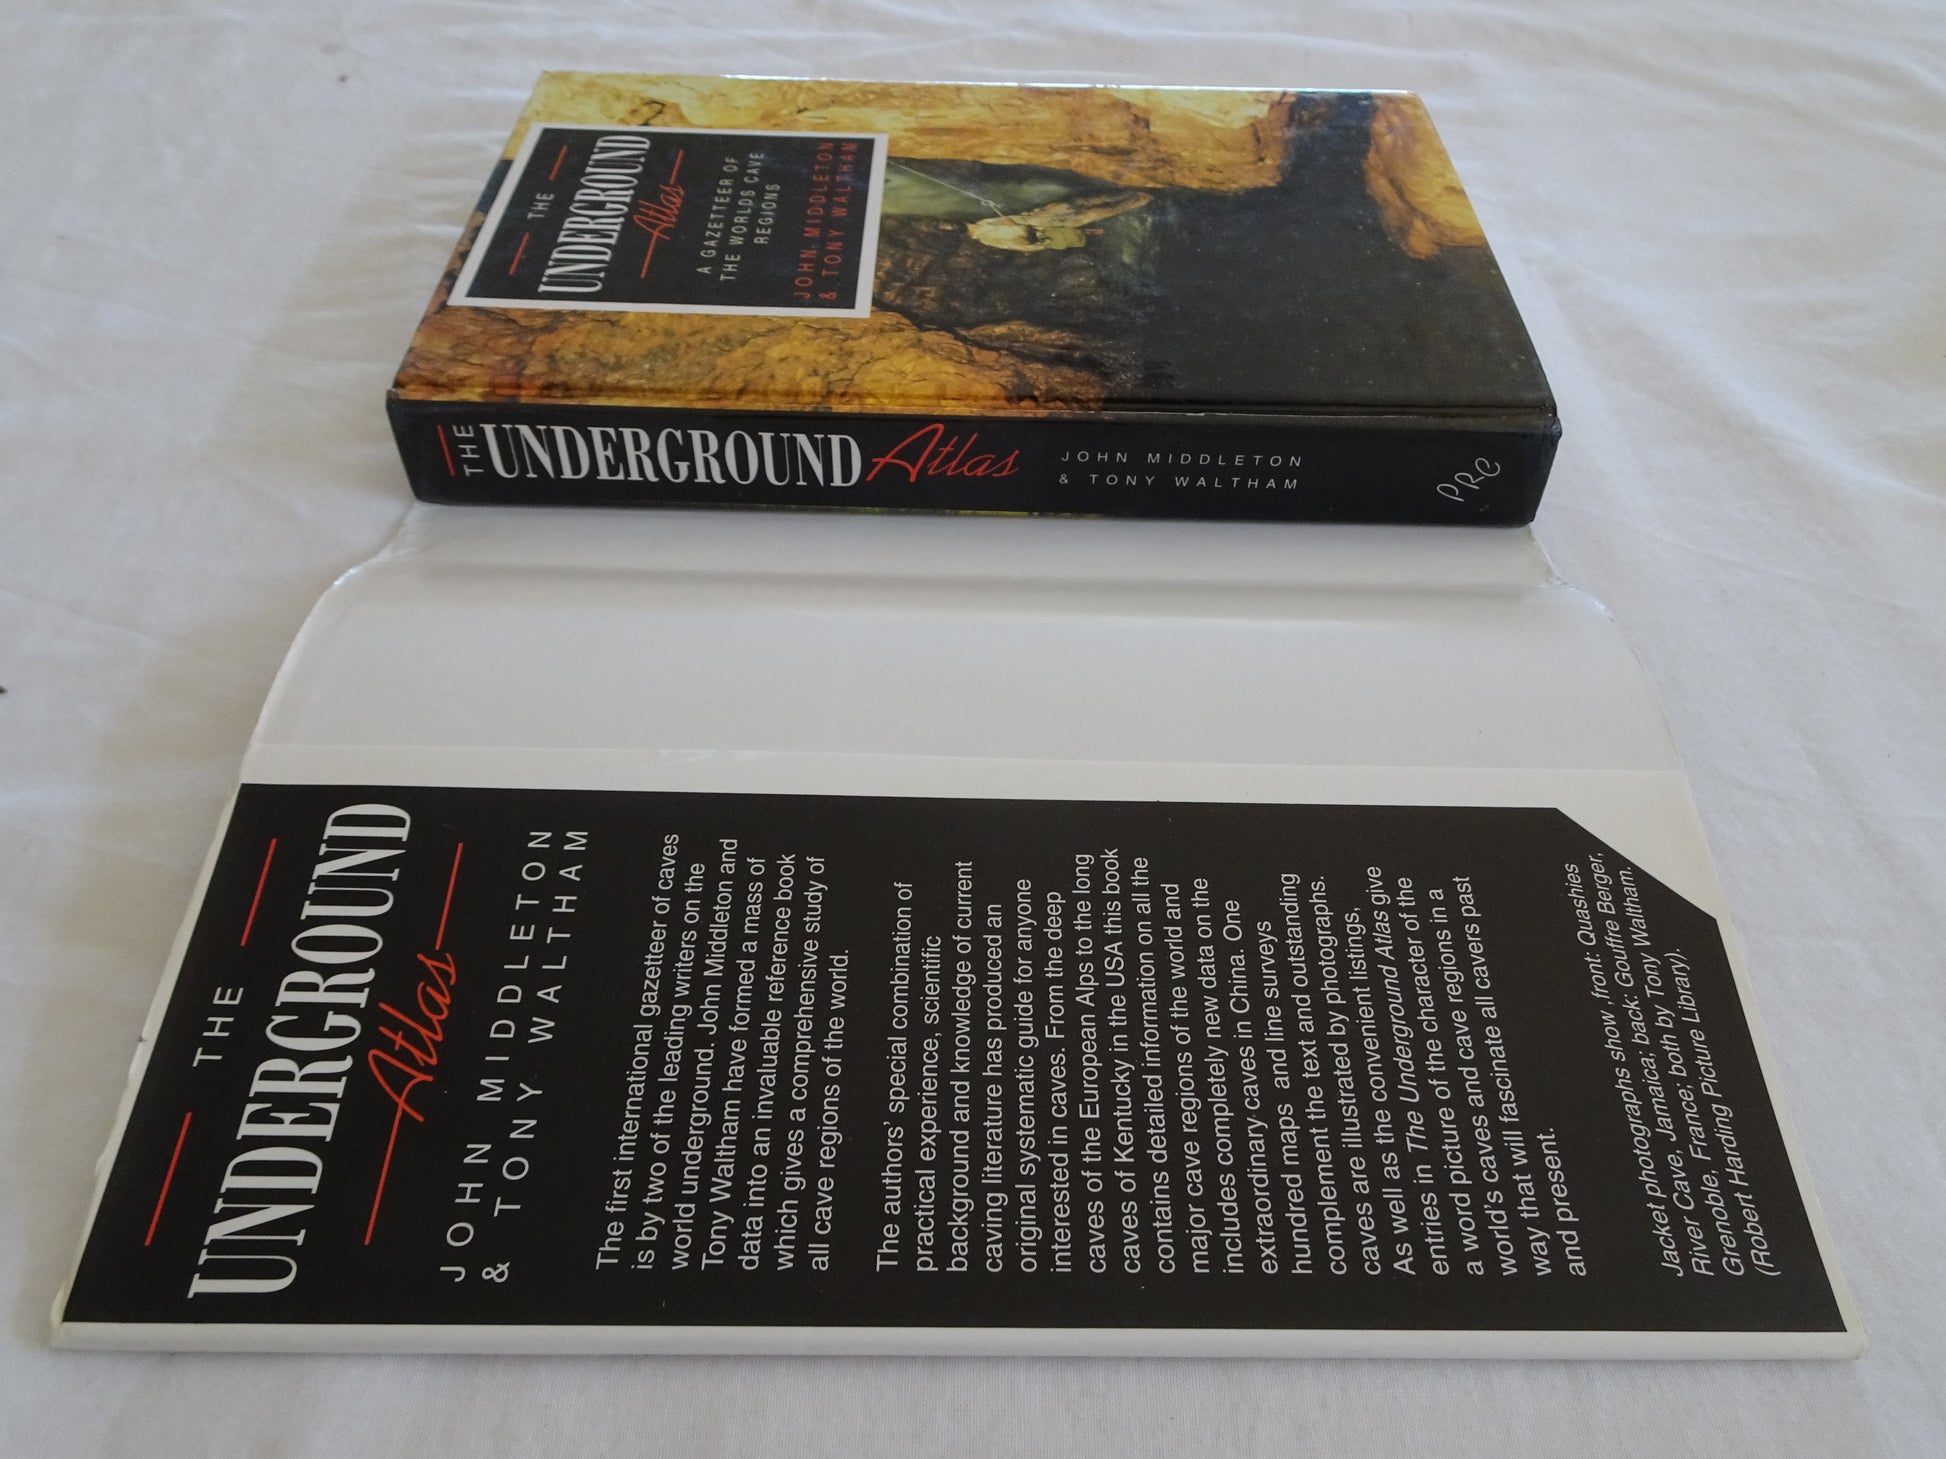 THE
UNDERGROUND
Atlas
A GAZETTEER OF
THE WORLDS CAVE
REGIONS
JOHN MIDDLETON
& TONY WALTHAM
THE UNDERGROUND Atlas
JOHN MIDDLETON
& TONY WALTHAM
PRC
THE
UNDERGROUND
Atlas
JOHN MIDDLETON
& TONY WALTHAM
The first international gazetteer of caves
is by two of the leading writers on the
world underground. John Middleton and
Tony Waltham have formed a mass of
data into an invaluable reference book
which gives a comprehensive study of
all cave regions of the world.
The authors' special combination of
practical experience, scientific
background and knowledge of current
caving literature has produced an
original systematic guide for anyone
interested in caves. From the deep
caves of the European Alps to the long
caves of Kentucky in the USA this book
contains detailed information on all the
major cave regions of the world and
includes completely new data on the
extraordinary caves in China. One
hundred maps and line surveys
complement the text and outstanding
caves are illustrated by photographs.
As well as the convenient listings,
entries in The Underground Atlas give
a word picture of the character of the
world's caves and cave regions in a
way that will fascinate all cavers past
and present.
Jacket photographs show, front: Quashies
River Cave, Jamaica; back: Gouffre Berger,
Grenoble, France; both by Tony Waltham.
(Robert Harding Picture Library).